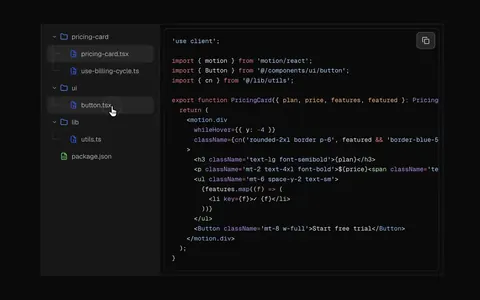 pricing-card
pricing-card.tsx
use-billing-cycle.ts
ui
button.tsx
lib
utils.ts
package.json
'use client';
import { motion } from 'motion/react';
import { Button } from '@/components/ui/button';
import { cn } from '@/lib/utils';
export function PricingCard({ plan, price, features, featured }: Pricing
return (
<motion.div
whileHover={{ y: -4 }}
className={cn('rounded-2xl border p-6', featured && 'border-blue-5
>
<h3 className='text-lg font-semibold'>{plan}</h3>
<p className='mt-2 text-4xl font-bold'>${price}<span className='te
<ul className='mt-6 space-y-2 text-sm'>
{features.map((f) => (
<li key={f}>✓ {f}</li>
))}
</ul>
<Button className='mt-8 w-full'>Start free trial</Button>
</motion.div>
);
}